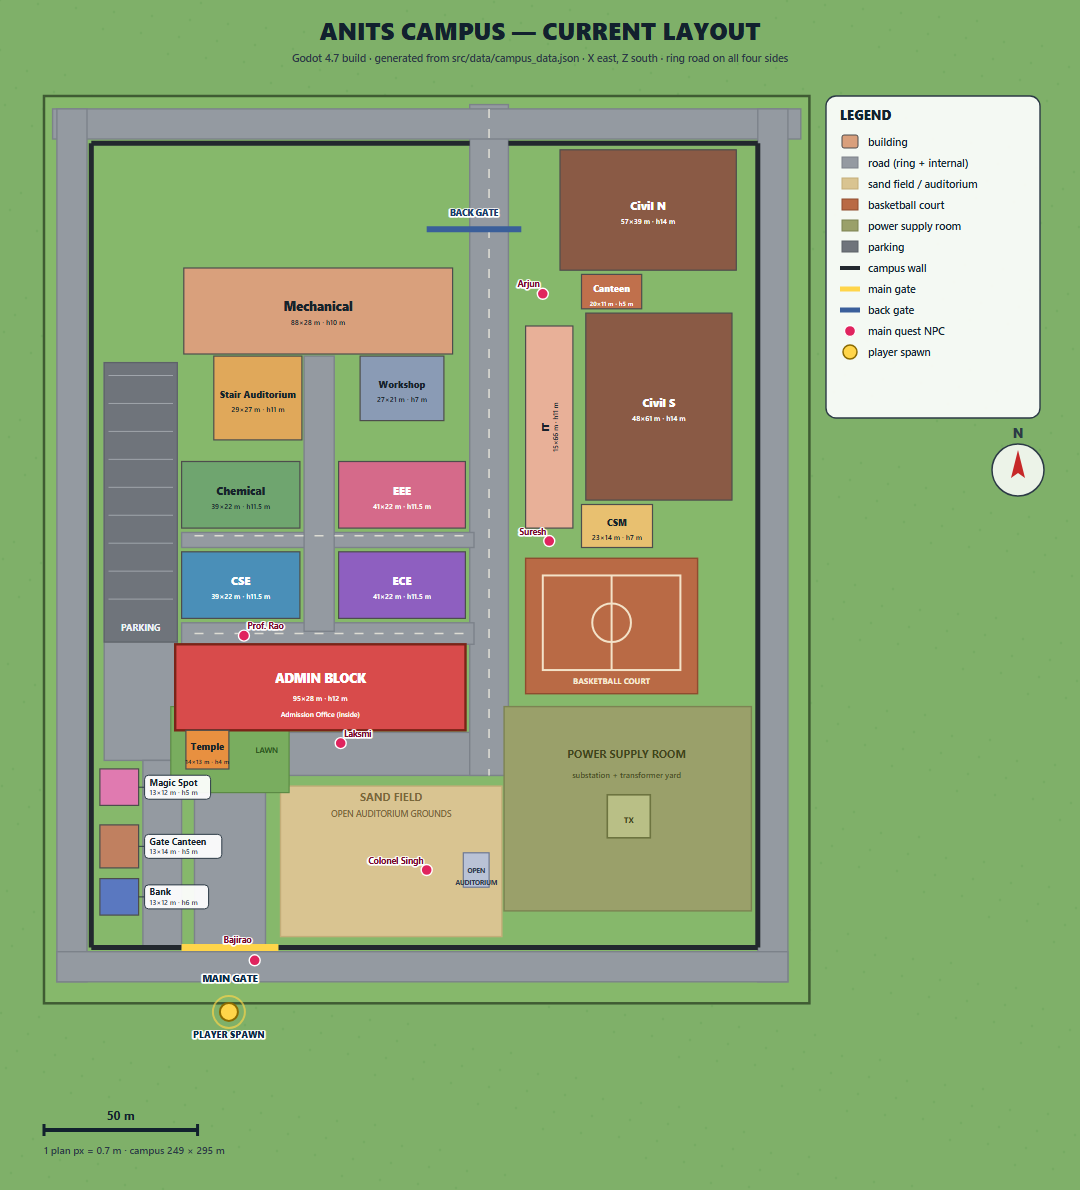 ANITS CAMPUS — CURRENT LAYOUT
Godot 4.7 build · generated from src/data/campus_data.json · X east, Z south · ring road on all four sides
LEGEND
building
road (ring + internal)
sand field / auditorium
basketball court
power supply room
parking
campus wall
main gate
back gate
main quest NPC
player spawn
N
BACK GATE
Civil N
57×39 m · h14 m
Arjun
Canteen
20×11 m · h5 m
Mechanical
88×28 m · h10 m
Stair Auditorium
29×27 m · h11 m
Workshop
27×21 m · h7 m
IT
15×66 m · h11 m
Civil S
48×61 m · h14 m
Chemical
39×22 m · h11.5 m
EEE
41×22 m · h11.5 m
CSM
23×14 m · h7 m
Suresh
CSE
39×22 m · h11.5 m
ECE
41×22 m · h11.5 m
PARKING
Prof. Rao
BASKETBALL COURT
ADMIN BLOCK
95×28 m · h12 m
Admission Office (inside)
Laksmi
Temple
14×13 m · h4 m
LAWN
POWER SUPPLY ROOM
substation + transformer yard
TX
Magic Spot
13×12 m · h5 m
SAND FIELD
OPEN AUDITORIUM GROUNDS
Gate Canteen
13×14 m · h5 m
Colonel Singh
OPEN
AUDITORIUM
Bank
13×12 m · h6 m
Bajirao
MAIN GATE
PLAYER SPAWN
50 m
1 plan px = 0.7 m · campus 249 × 295 m